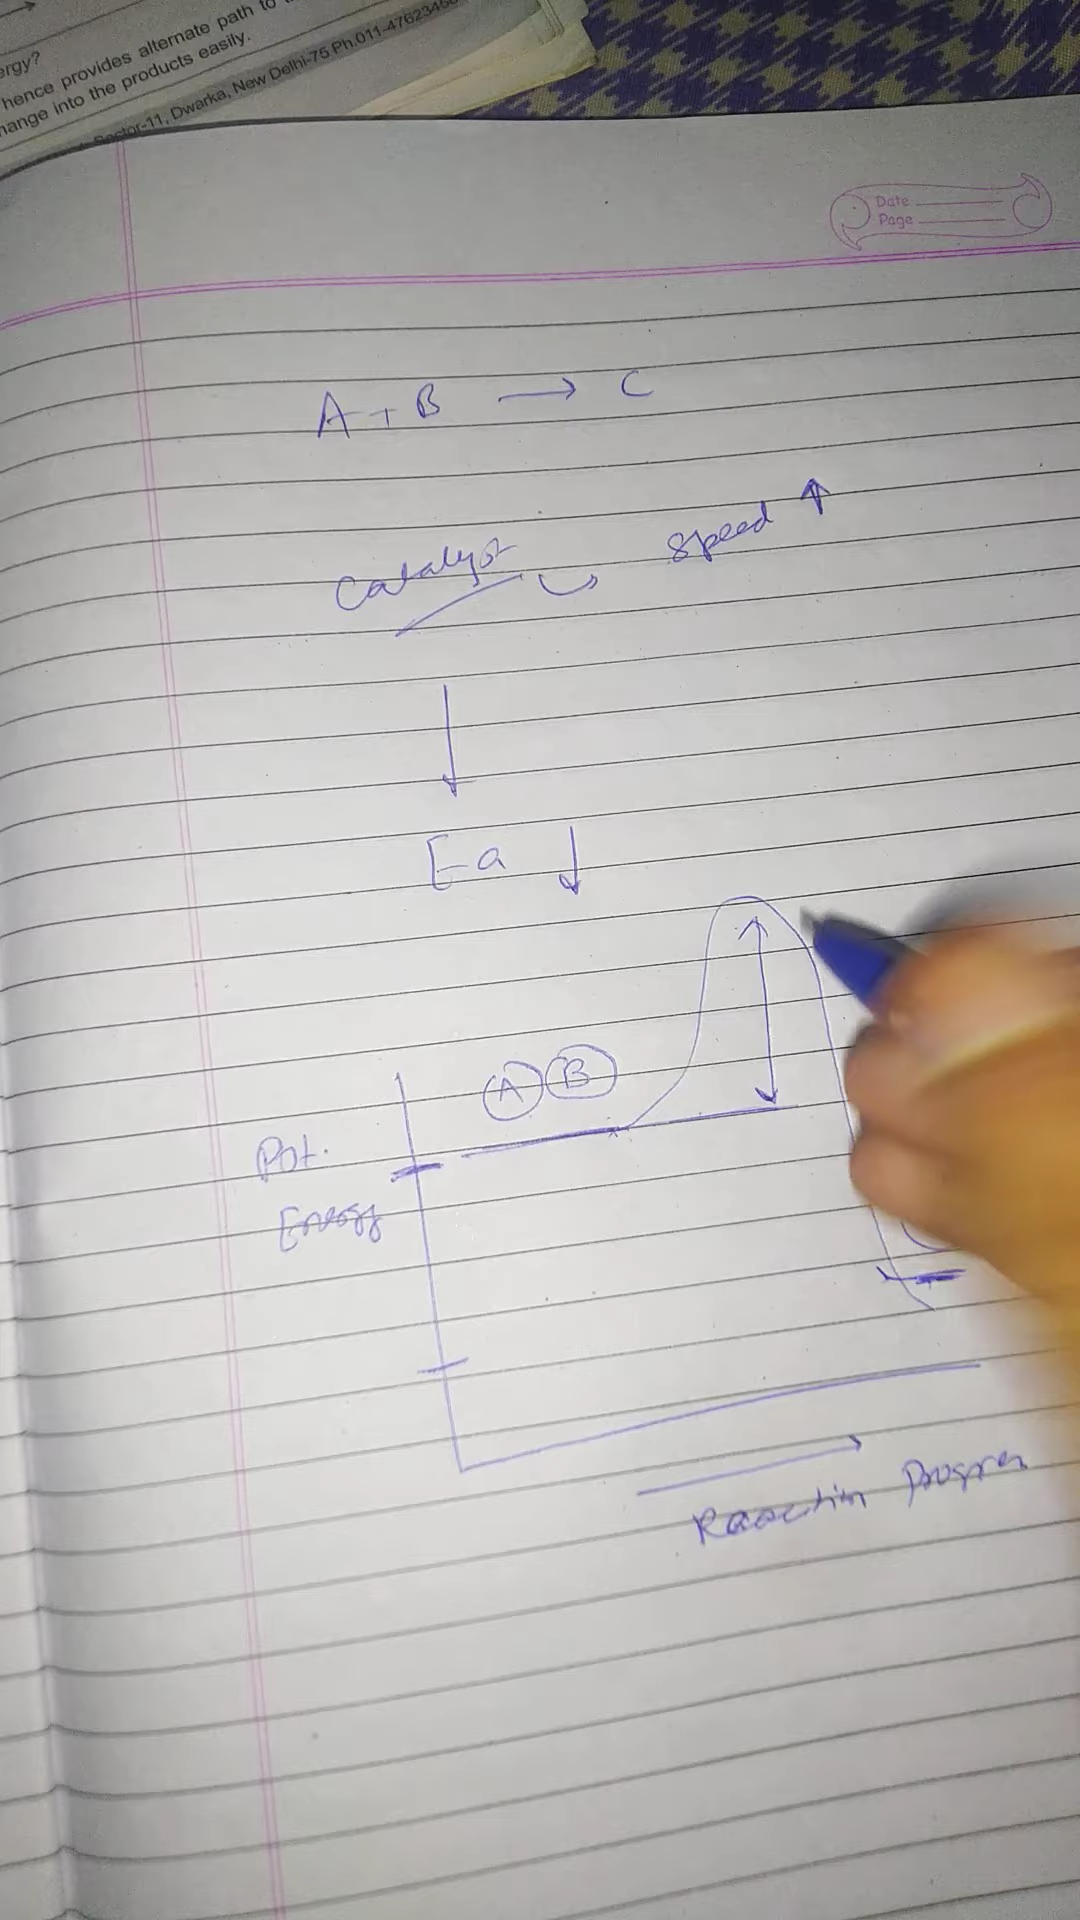 ergy?
hence provides alternate path to
hange into the products easily.
Sector-11, Dwarka, New Delhi-75 Ph.011-4762345
Date
Page
A + B → C
Catalyst
Speed ↑
Ea ↓
A B
Pot.
Energy
Reaction Progres